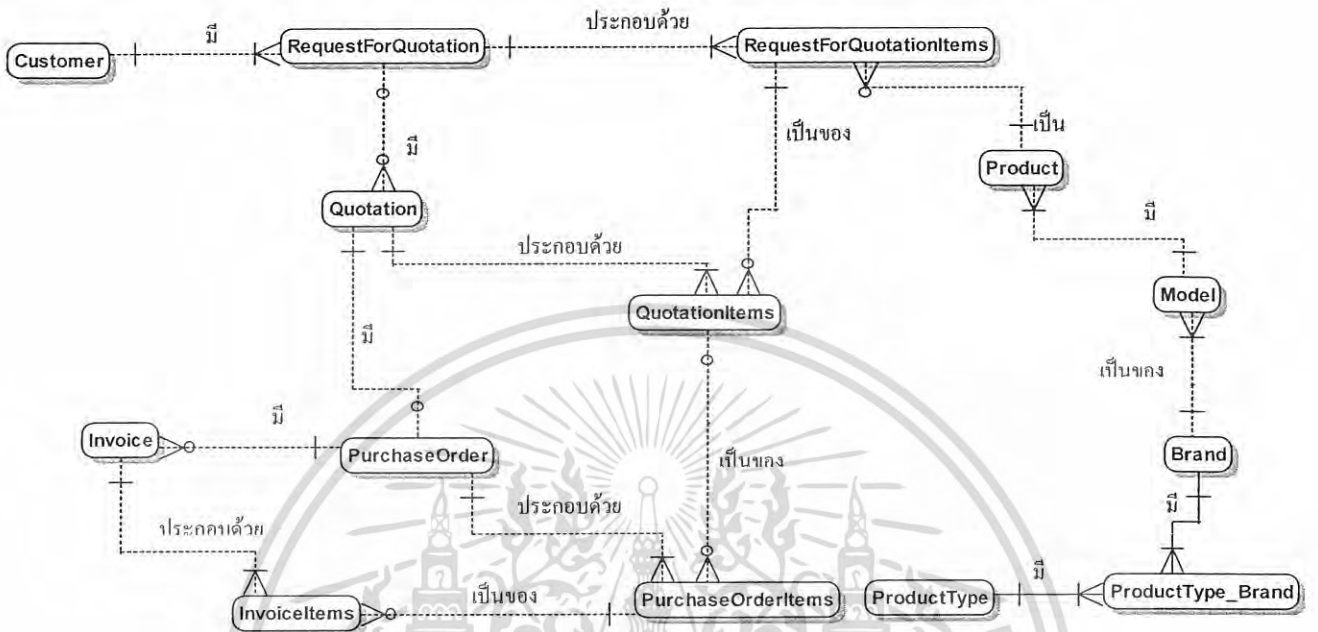 มี
ประกอบด้วย
Customer
RequestForQuotation
RequestForQuotationItems
เป็นของ
เป็น
มี
Product
Quotation
มี
ประกอบด้วย
Model
QuotationItems
มี
เป็นของ
มี
Invoice
PurchaseOrder
เป็นของ
Brand
ประกอบด้วย
มี
ประกอบด้วย
เป็นของ
มี
InvoiceItems
PurchaseOrderItems
ProductType
ProductType_Brand